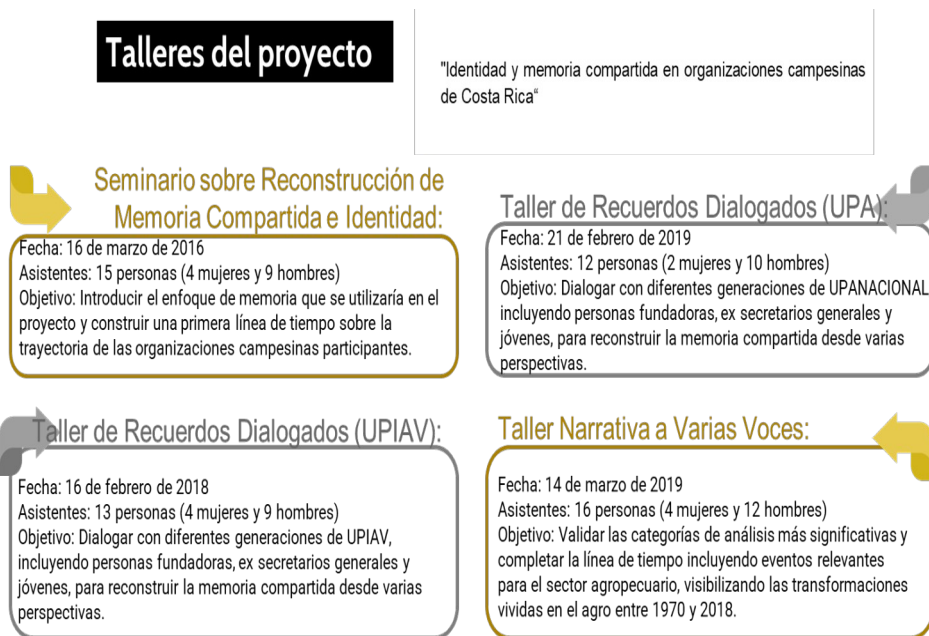 Talleres del proyecto
"Identidad y memoria compartida en organizaciones campesinas
de Costa Rica“
Seminario sobre Reconstrucción de
Memoria Compartida e Identidad:
Fecha: 16 de marzo de 2016
Asistentes: 15 personas (4 mujeres y 9 hombres)
Objetivo: Introducir el enfoque de memoria que se utilizaría en el
proyecto y construir una primera línea de tiempo sobre la
trayectoria de las organizaciones campesinas participantes.
Taller de Recuerdos Dialogados (UPA):
Fecha: 21 de febrero de 2019
Asistentes: 12 personas (2 mujeres y 10 hombres)
Objetivo: Dialogar con diferentes generaciones de UPANACIONAL
incluyendo personas fundadoras, ex secretarios generales y
jóvenes, para reconstruir la memoria compartida desde varias
perspectivas.
Taller de Recuerdos Dialogados (UPIAV):
Fecha: 16 de febrero de 2018
Asistentes: 13 personas (4 mujeres y 9 hombres)
Objetivo: Dialogar con diferentes generaciones de UPIAV,
incluyendo personas fundadoras, ex secretarios generales y
jóvenes, para reconstruir la memoria compartida desde varias
perspectivas.
Taller Narrativa a Varias Voces:
Fecha: 14 de marzo de 2019
Asistentes: 16 personas (4 mujeres y 12 hombres)
Objetivo: Validar las categorías de análisis más significativas y
completar la línea de tiempo incluyendo eventos relevantes
para el sector agropecuario, visibilizando las transformaciones
vividas en el agro entre 1970 y 2018.